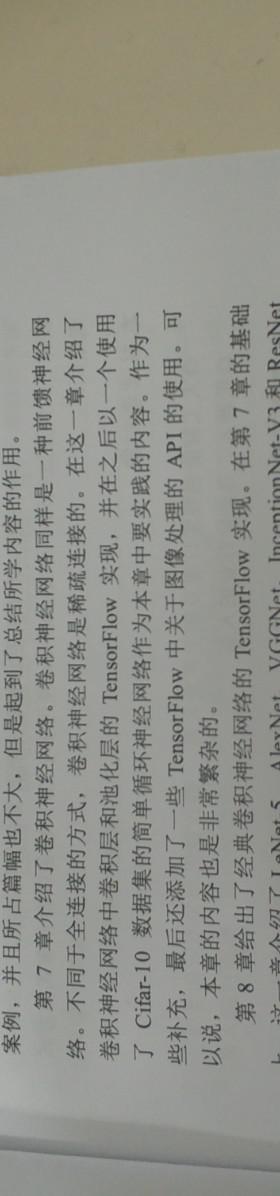 案例，并且所占篇幅也不大，但是起到了总结所学内容的作用。
第 7 章介绍了卷积神经网络。卷积神经网络同样是一种前馈神经网
络。不同于全连接的方式，卷积神经网络是稀疏连接的。在这一章介绍了
卷积神经网络中卷积层和池化层的 TensorFlow 实现，并在之后以一个使用
了 Cifar-10 数据集的简单循环神经网络作为本章中要实践的内容。作为一
些补充，最后还添加了一些 TensorFlow 中关于图像处理的 API 的使用。可
以说，本章的内容也是非常繁杂的。
第 8 章给出了经典卷积神经网络的 TensorFlow 实现。在第 7 章的基础
上，这一章介绍了 LeNet-5、AlexNet、VGGNet、InceptionNet-V3 和 ResNet